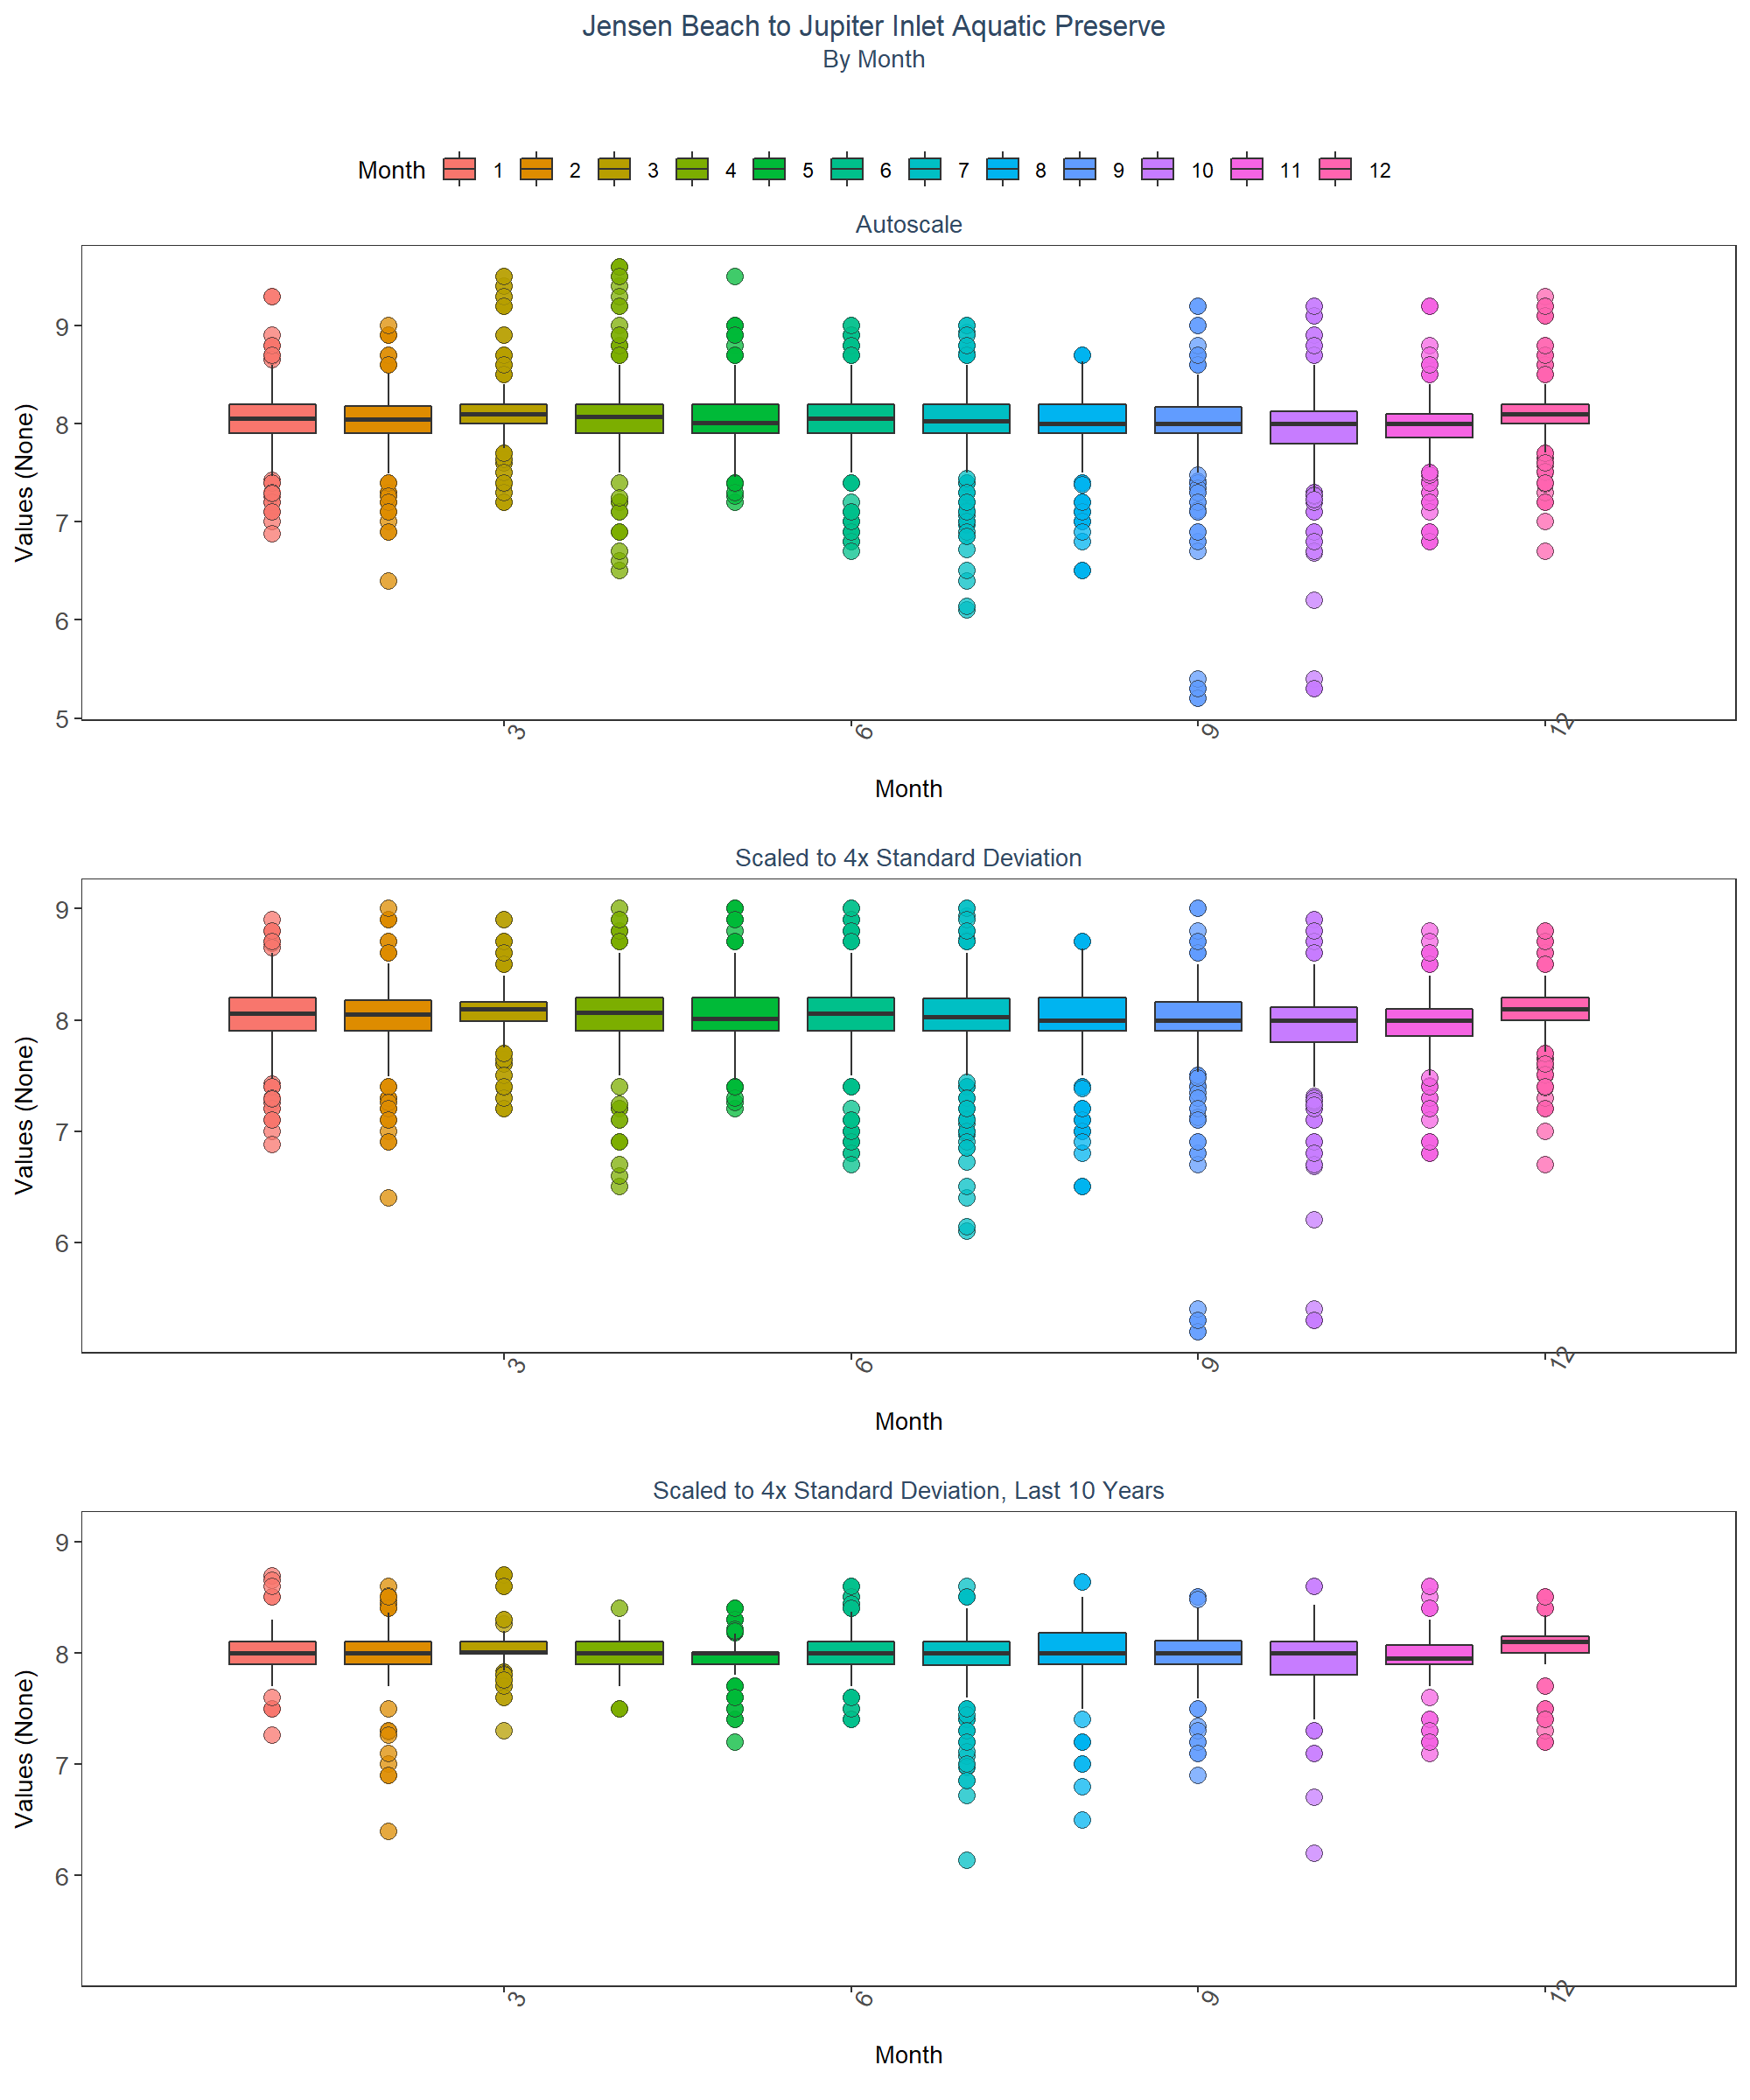 Jensen Beach to Jupiter Inlet Aquatic Preserve
By Month
Month 1 2 3 4 5 6 7 8 9 10 11 12
Autoscale
Values (None)
9
8
7
6
5
3 6 9 12
Month
Scaled to 4x Standard Deviation
Values (None)
9
8
7
6
3 6 9 12
Month
Scaled to 4x Standard Deviation, Last 10 Years
Values (None)
9
8
7
6
3 6 9 12
Month